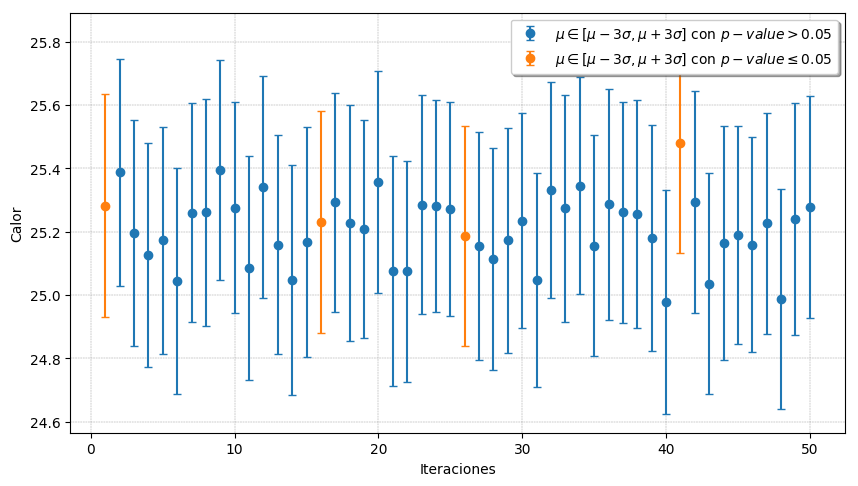 μ ∈ [μ − 3σ, μ + 3σ] con p − value > 0.05
μ ∈ [μ − 3σ, μ + 3σ] con p − value ≤ 0.05
25.8
25.6
25.4
25.2
25.0
24.8
24.6
Calor
0 10 20 30 40 50
Iteraciones